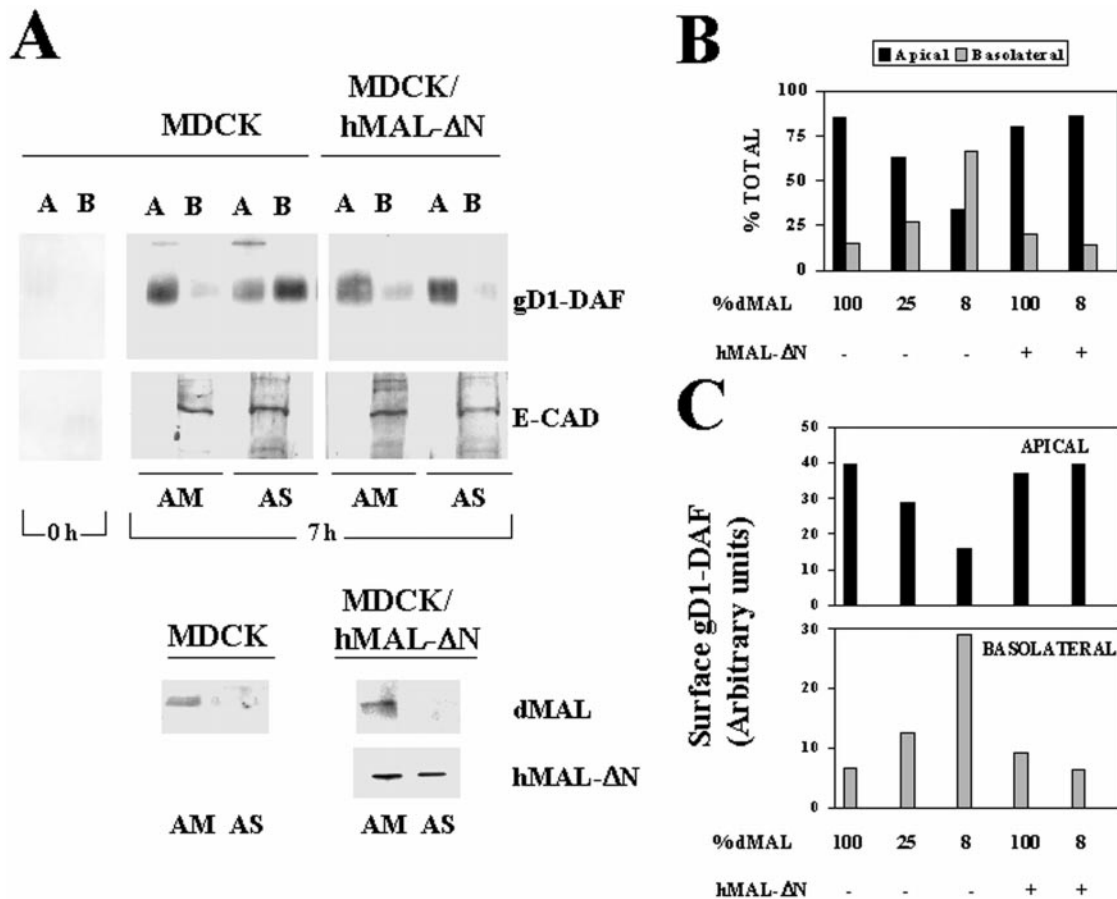 A
MDCK
MDCK/
hMAL-ΔN
A B A B A B A B A B
gD1-DAF
E-CAD
AM AS AM AS
0 h 7 h
MDCK
MDCK/
hMAL-ΔN
dMAL
hMAL-ΔN
AM AS AM AS
B
Apical Basolateral
% TOTAL
100
75
50
25
0
%dMAL 100 25 8 100 8
hMAL-ΔN - - - + +
C
Surface gD1-DAF
(Arbitrary units)
APICAL
50
40
30
20
10
0
BASOLATERAL
30
20
10
0
%dMAL 100 25 8 100 8
hMAL-ΔN - - - + +